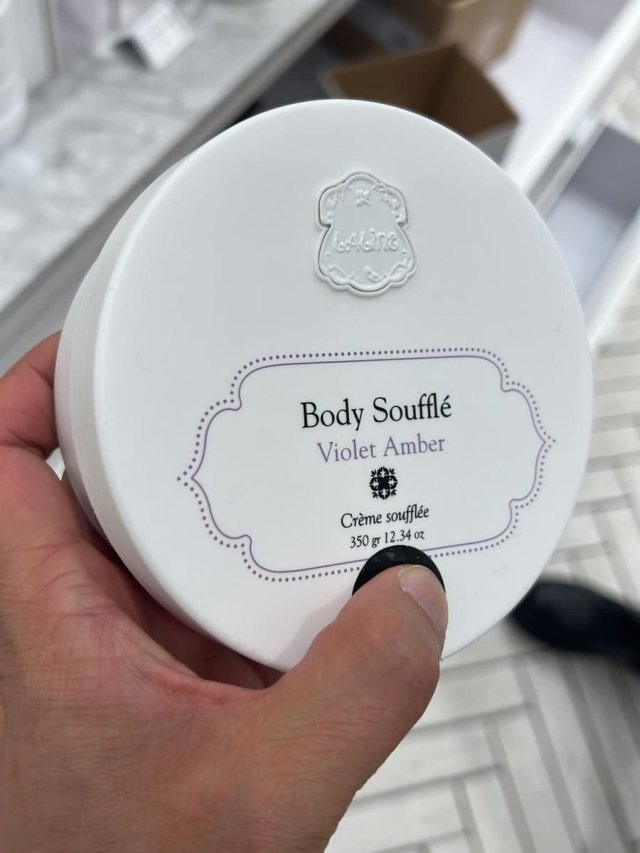 Laline
Body Soufflé
Violet Amber
Crème soufflée
350 gr 12.34 oz